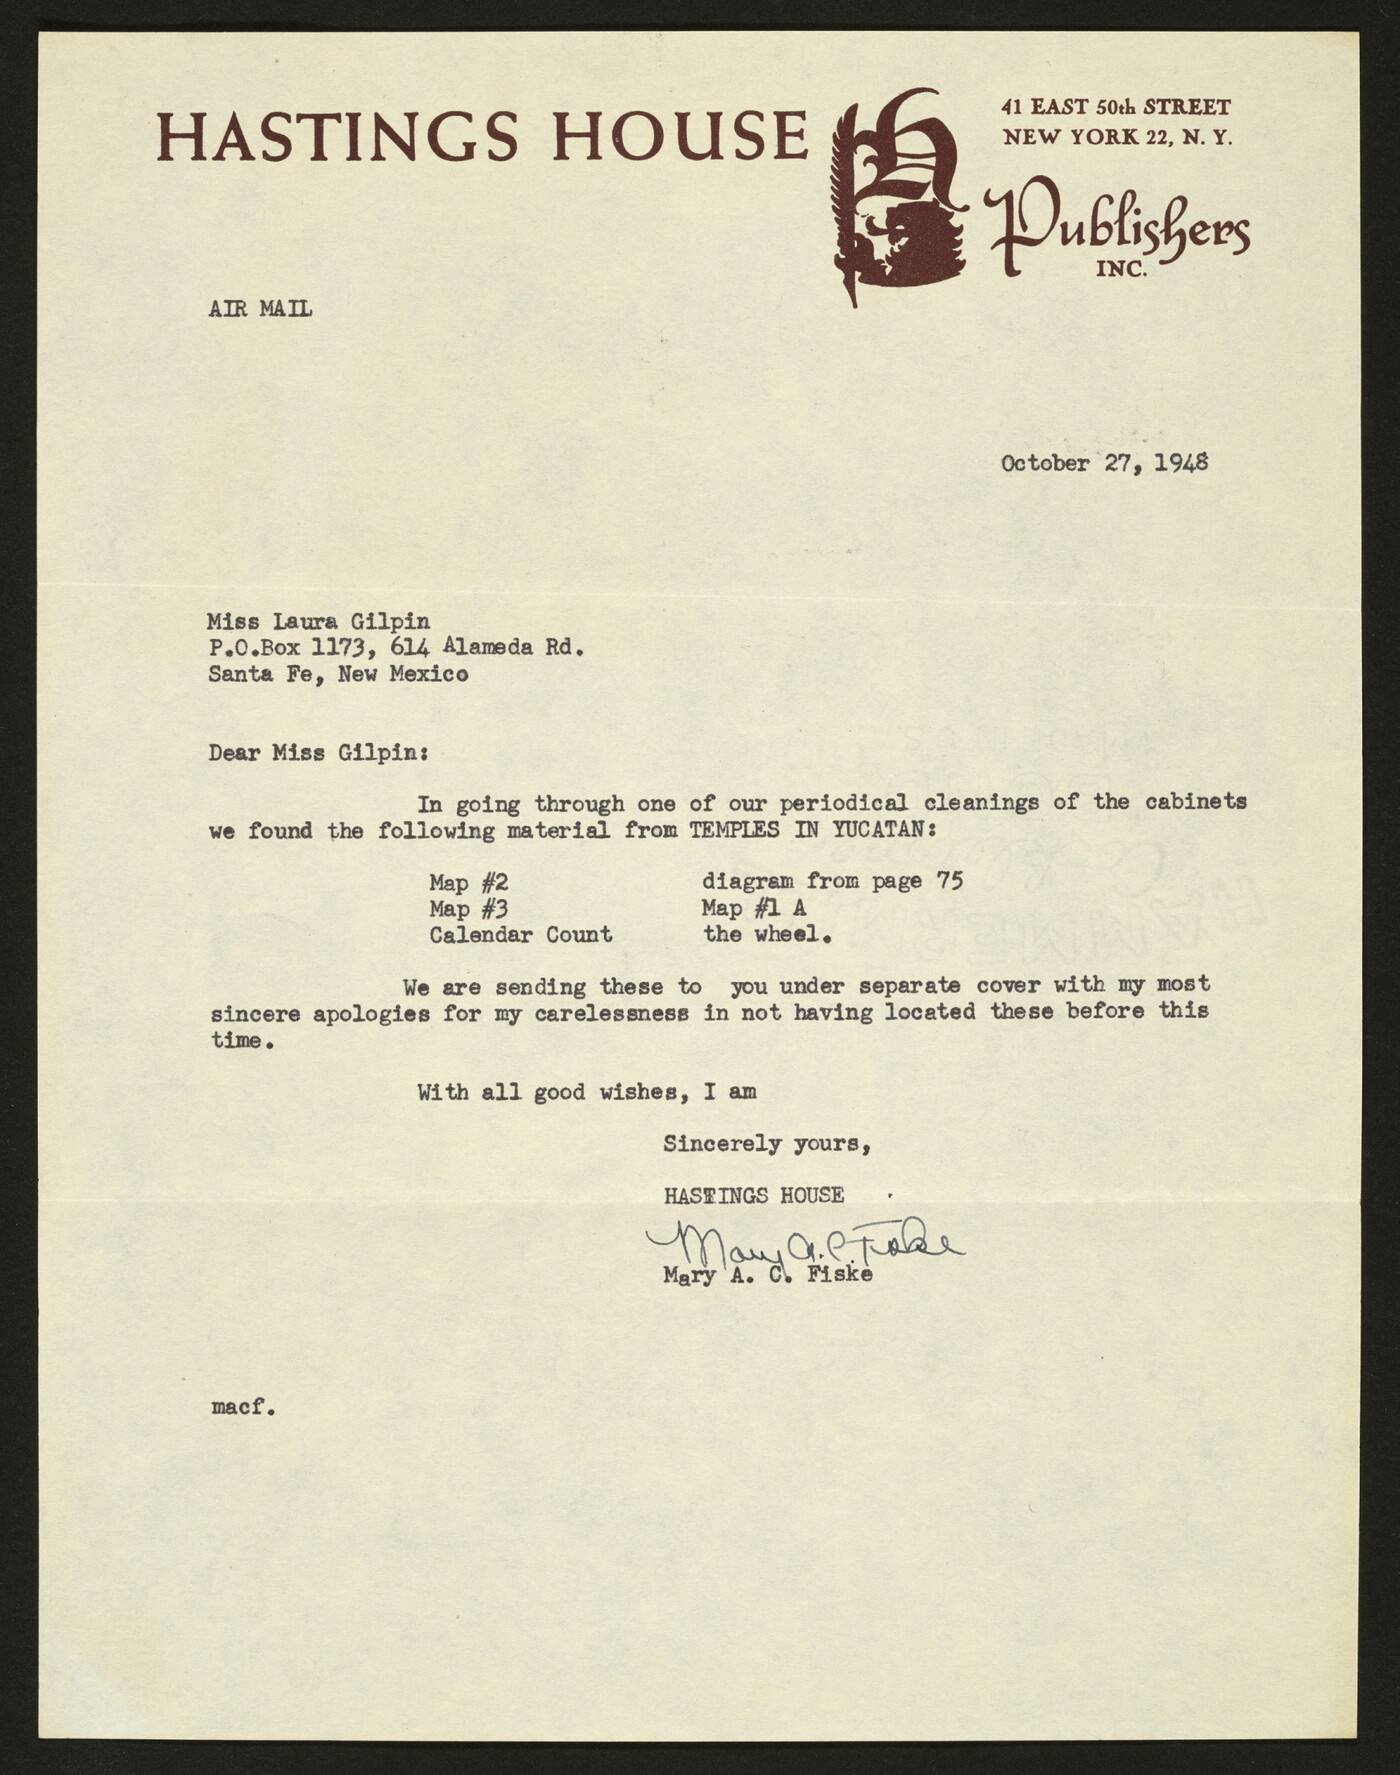 HASTINGS HOUSE
H
41 EAST 50th STREET
NEW YORK 22, N. Y.
Publishers
INC.
AIR MAIL
October 27, 1948
Miss Laura Gilpin
P.O.Box 1173, 614 Alameda Rd.
Santa Fe, New Mexico
Dear Miss Gilpin:
In going through one of our periodical cleanings of the cabinets
we found the following material from TEMPLES IN YUCATAN:
Map #2 diagram from page 75
Map #3 Map #1 A
Calendar Count the wheel.
We are sending these to you under separate cover with my most
sincere apologies for my carelessness in not having located these before this
time.
With all good wishes, I am
Sincerely yours,
HASTINGS HOUSE
Mary A. C. Fiske
Mary A. C. Fiske
macf.